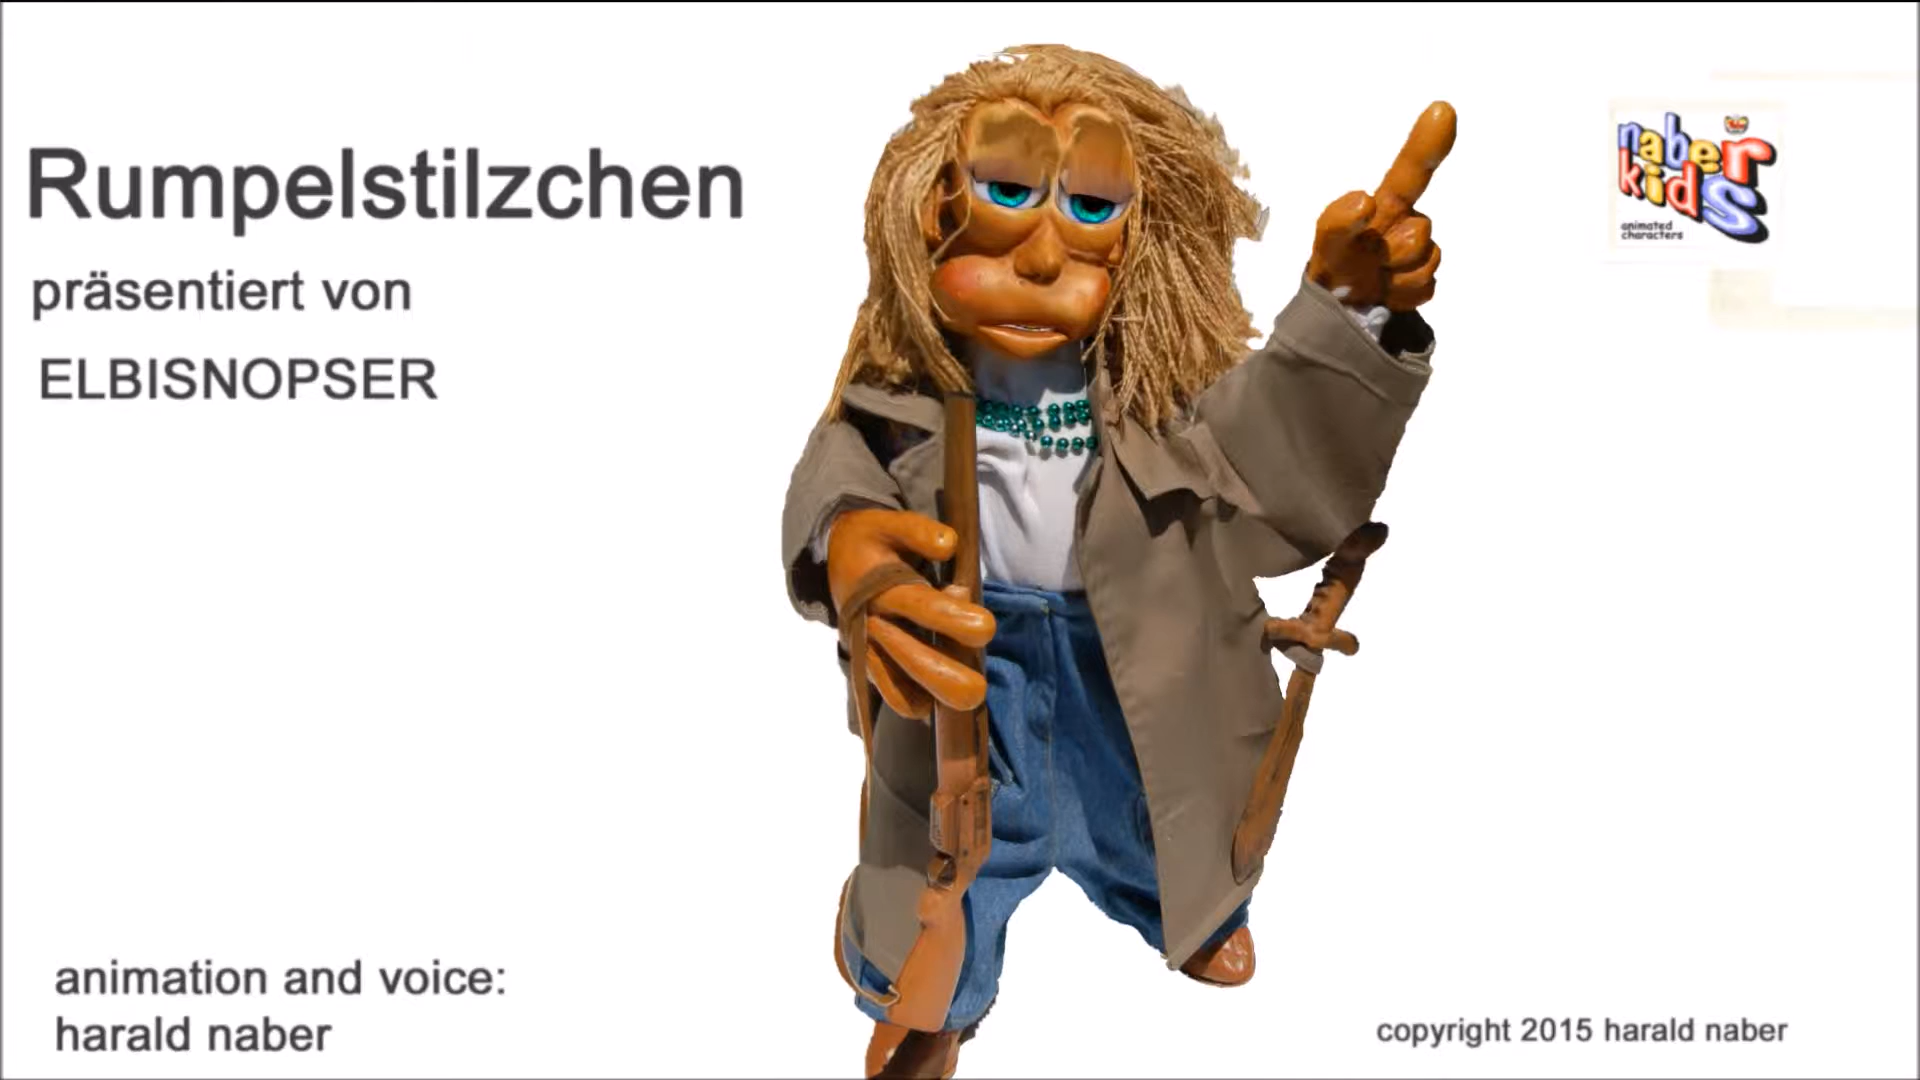 Rumpelstilzchen
präsentiert von
ELBISNOPSER
naber
kids
animated
characters
animation and voice:
harald naber
copyright 2015 harald naber